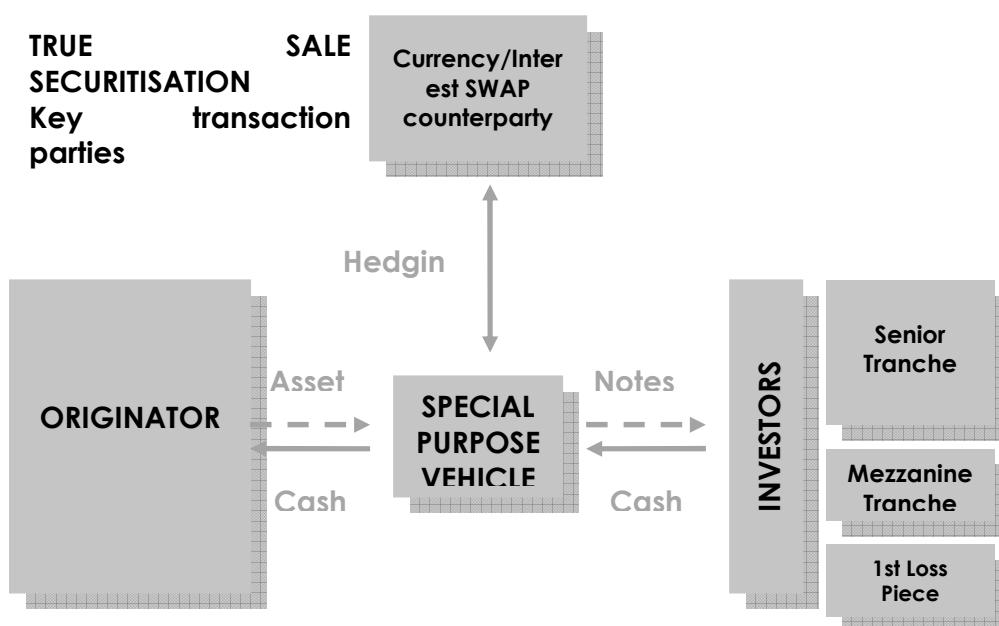 TRUE SALE
SECURITISATION
Key transaction
parties
Currency/Inter
est SWAP
counterparty
Hedgin
ORIGINATOR
Asset
Cash
SPECIAL
PURPOSE
VEHICLE
Notes
Cash
INVESTORS
Senior
Tranche
Mezzanine
Tranche
1st Loss
Piece